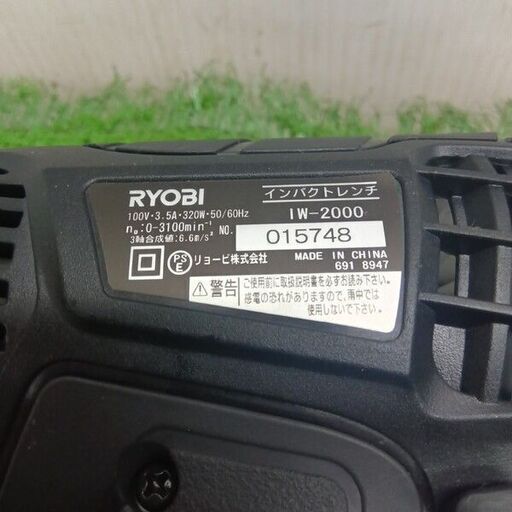 RYOBI
インパクトレンチ
100V・3.5A・320W・50/60Hz
IW-2000
n₀:0-3100min⁻¹
3軸合成値:6.6m/s²
NO. 015748
PS
E
リョービ株式会社
MADE IN CHINA
691 8947
警告
ご使用前に取扱説明書を必ずお読みください。
感電の恐れがありますので、雨中では
使用しないで下さい。